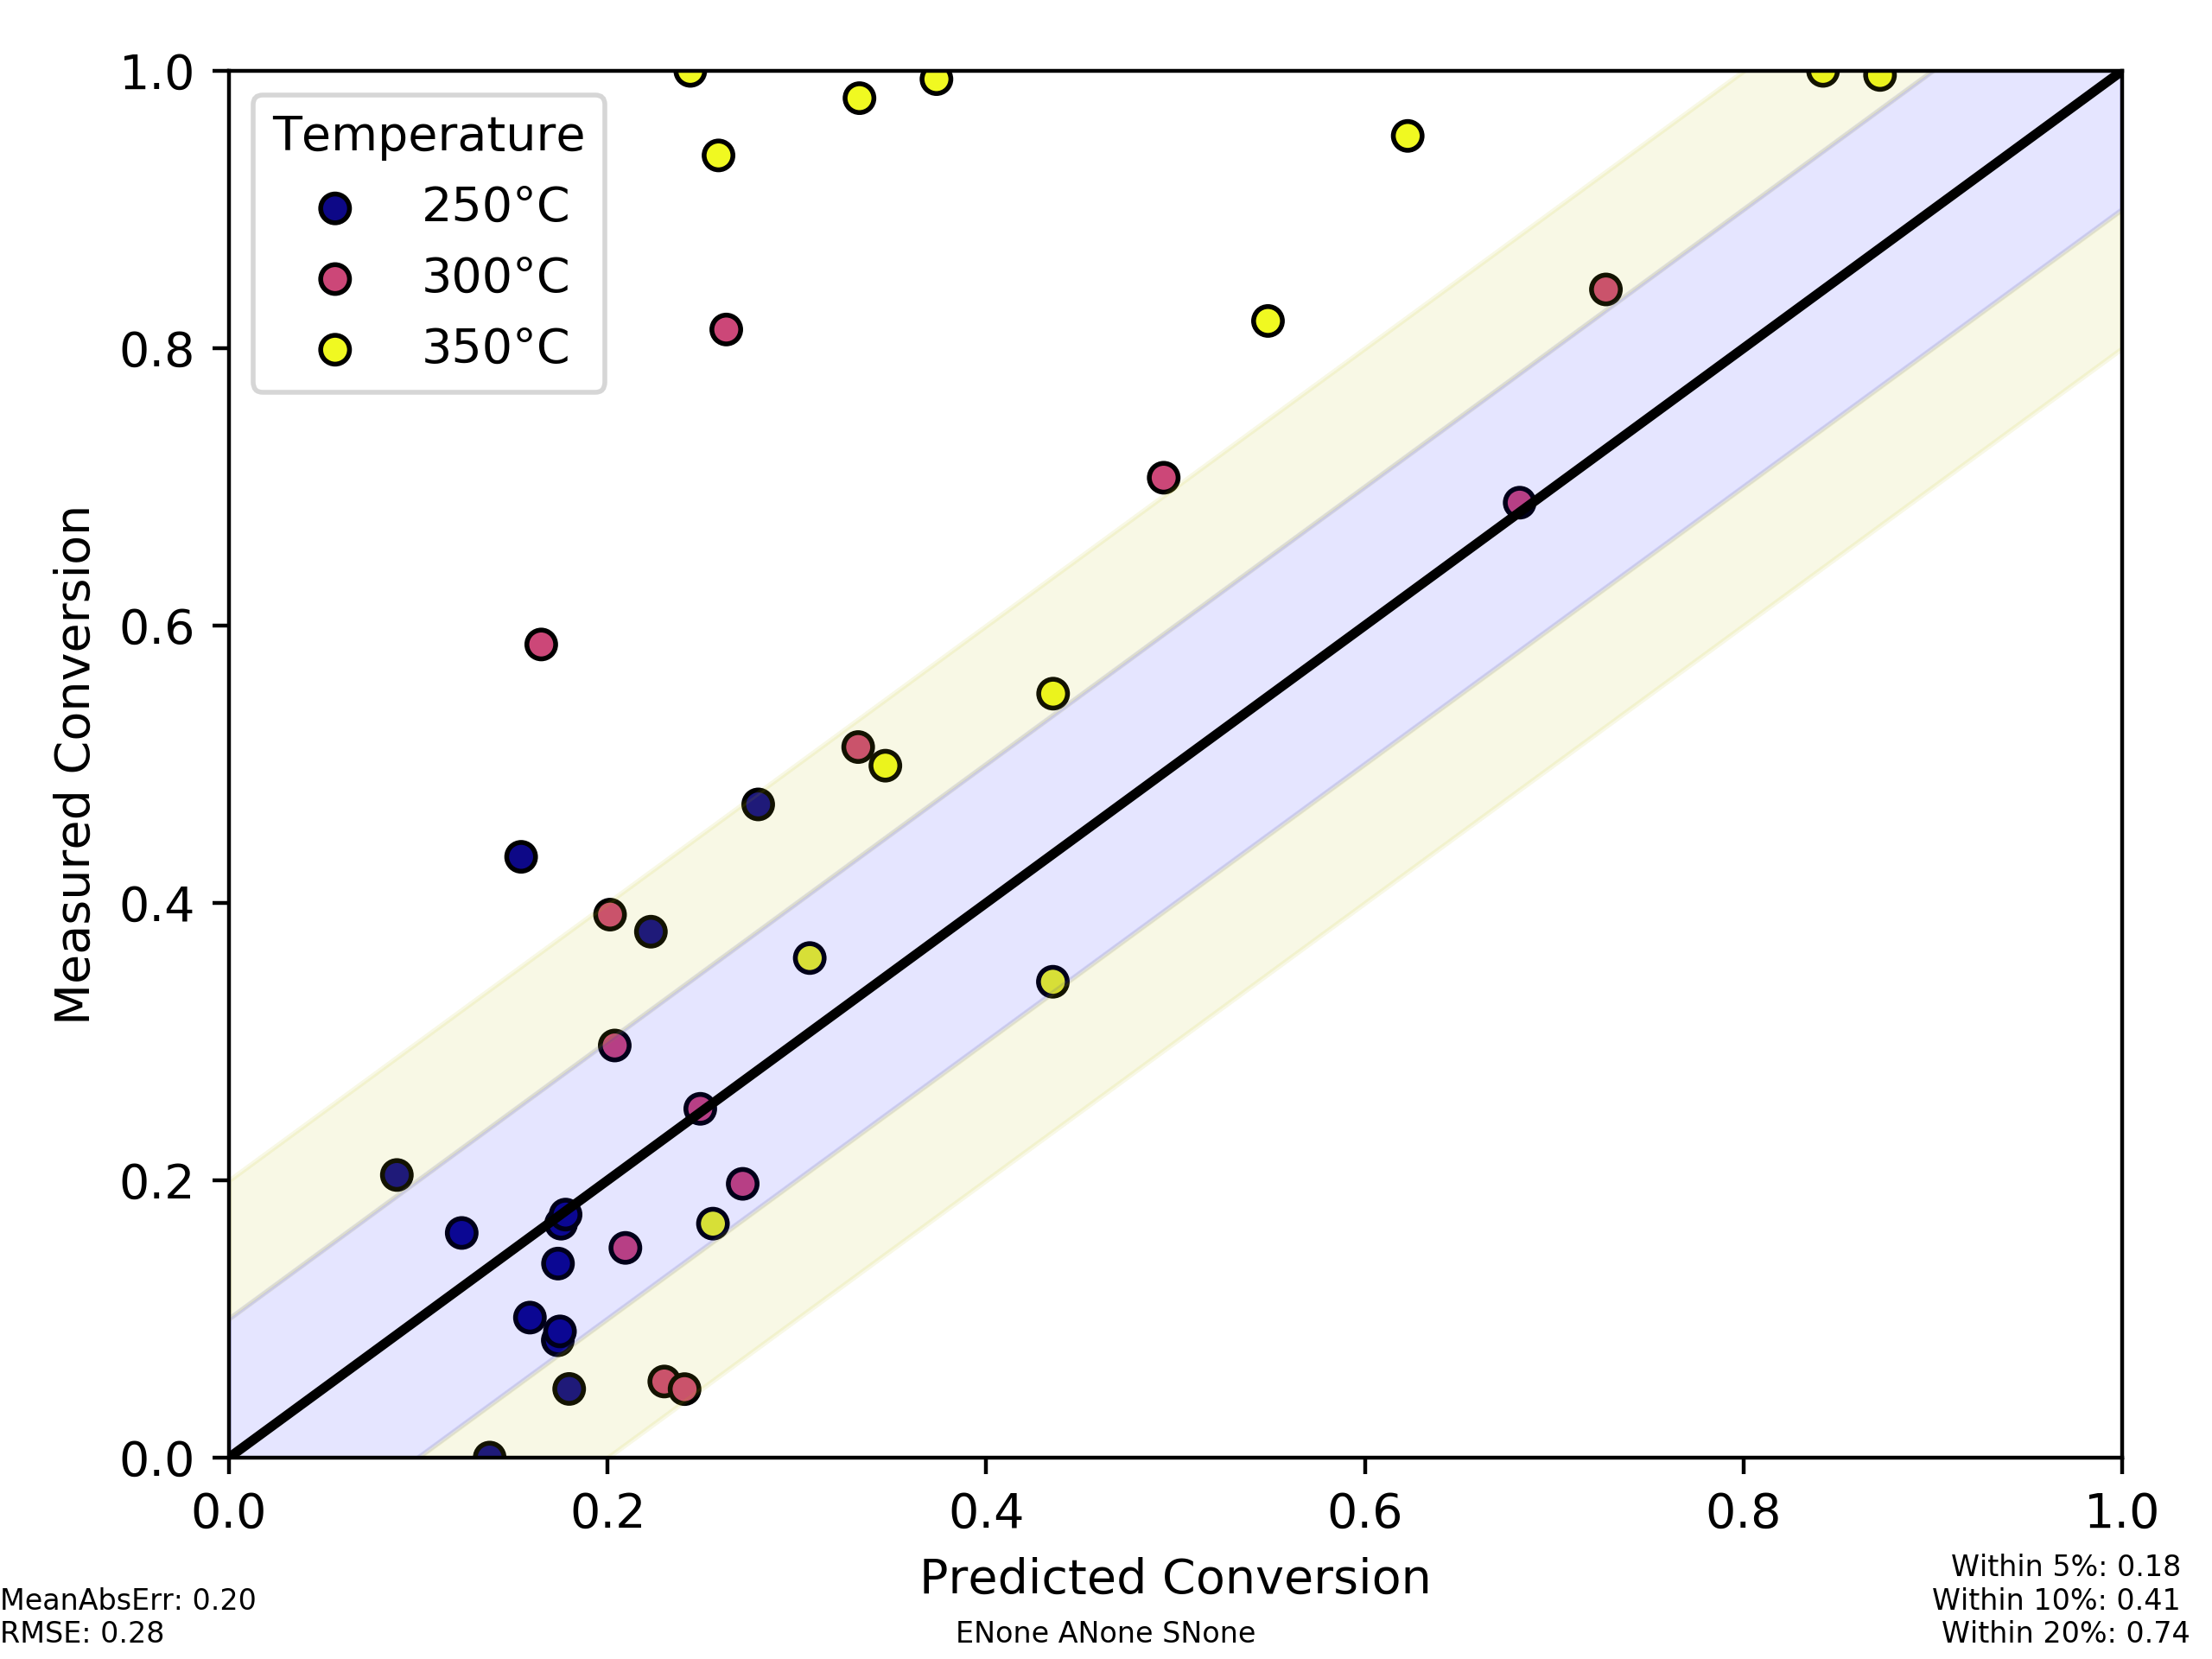 Temperature
250°C
300°C
350°C
1.0
0.8
0.6
0.4
0.2
0.0
Measured Conversion
0.0 0.2 0.4 0.6 0.8 1.0
Predicted Conversion
MeanAbsErr: 0.20
RMSE: 0.28
ENone ANone SNone
Within 5%: 0.18
Within 10%: 0.41
Within 20%: 0.74